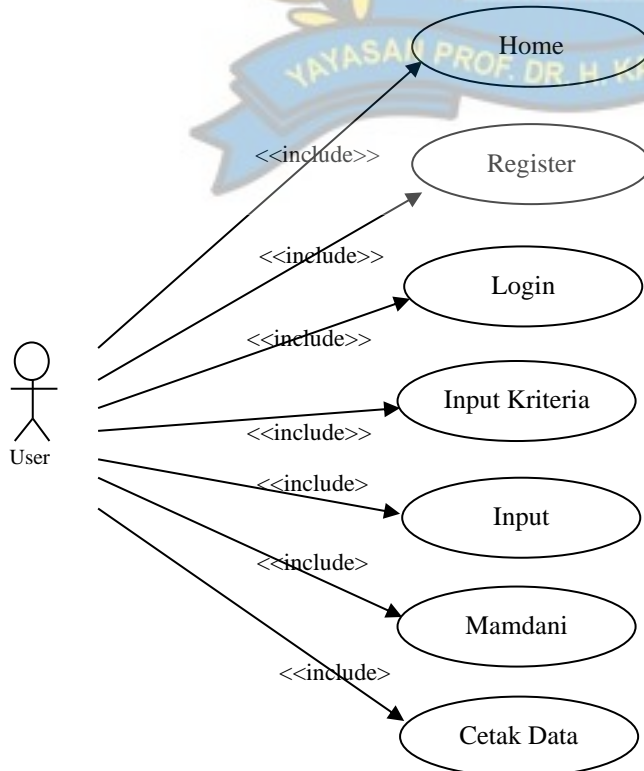 YAYASAN PROF. DR. H. K
Home
<<include>>
Register
<<include>>
Login
<<include>>
Input Kriteria
<<include>>
User
<<include>
Input
<<include>
Mamdani
<<include>
Cetak Data